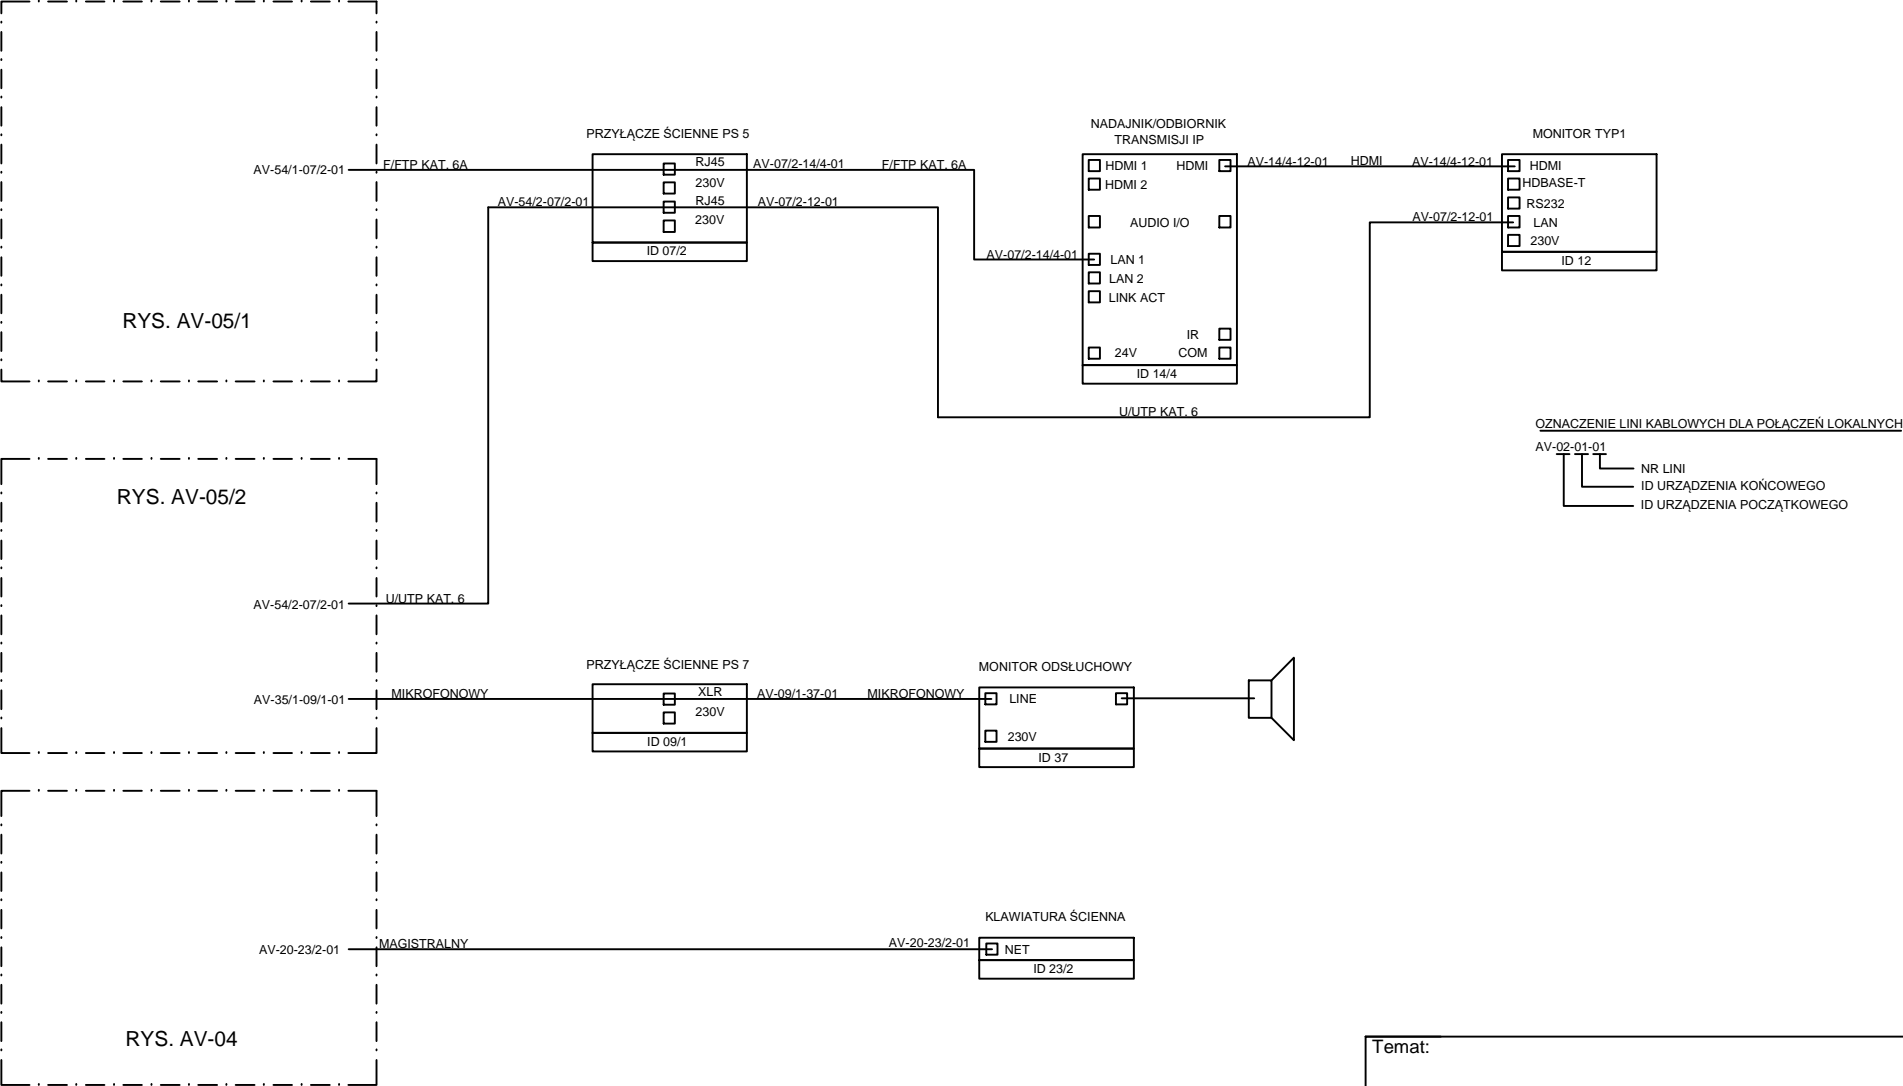 AV-54/1-07/2-01
F/FTP KAT. 6A
RYS. AV-05/1
PRZYŁĄCZE ŚCIENNE PS 5
RJ45
230V
RJ45
230V
ID 07/2
AV-54/2-07/2-01
AV-07/2-14/4-01
F/FTP KAT. 6A
AV-07/2-12-01
AV-07/2-14/4-01
NADAJNIK/ODBIORNIK
TRANSMISJI IP
HDMI 1
HDMI
HDMI 2
AUDIO I/O
LAN 1
LAN 2
LINK ACT
IR
24V
COM
ID 14/4
AV-14/4-12-01
HDMI
AV-14/4-12-01
AV-07/2-12-01
U/UTP KAT. 6
MONITOR TYP1
HDMI
HDBASE-T
RS232
LAN
230V
ID 12
OZNACZENIE LINI KABLOWYCH DLA POŁĄCZEŃ LOKALNYCH
AV-02-01-01
NR LINI
ID URZĄDZENIA KOŃCOWEGO
ID URZĄDZENIA POCZĄTKOWEGO
RYS. AV-05/2
AV-54/2-07/2-01
U/UTP KAT. 6
AV-35/1-09/1-01
MIKROFONOWY
PRZYŁĄCZE ŚCIENNE PS 7
XLR
230V
ID 09/1
AV-09/1-37-01
MIKROFONOWY
MONITOR ODSŁUCHOWY
LINE
230V
ID 37
AV-20-23/2-01
MAGISTRALNY
AV-20-23/2-01
KLAWIATURA ŚCIENNA
NET
ID 23/2
RYS. AV-04
Temat: